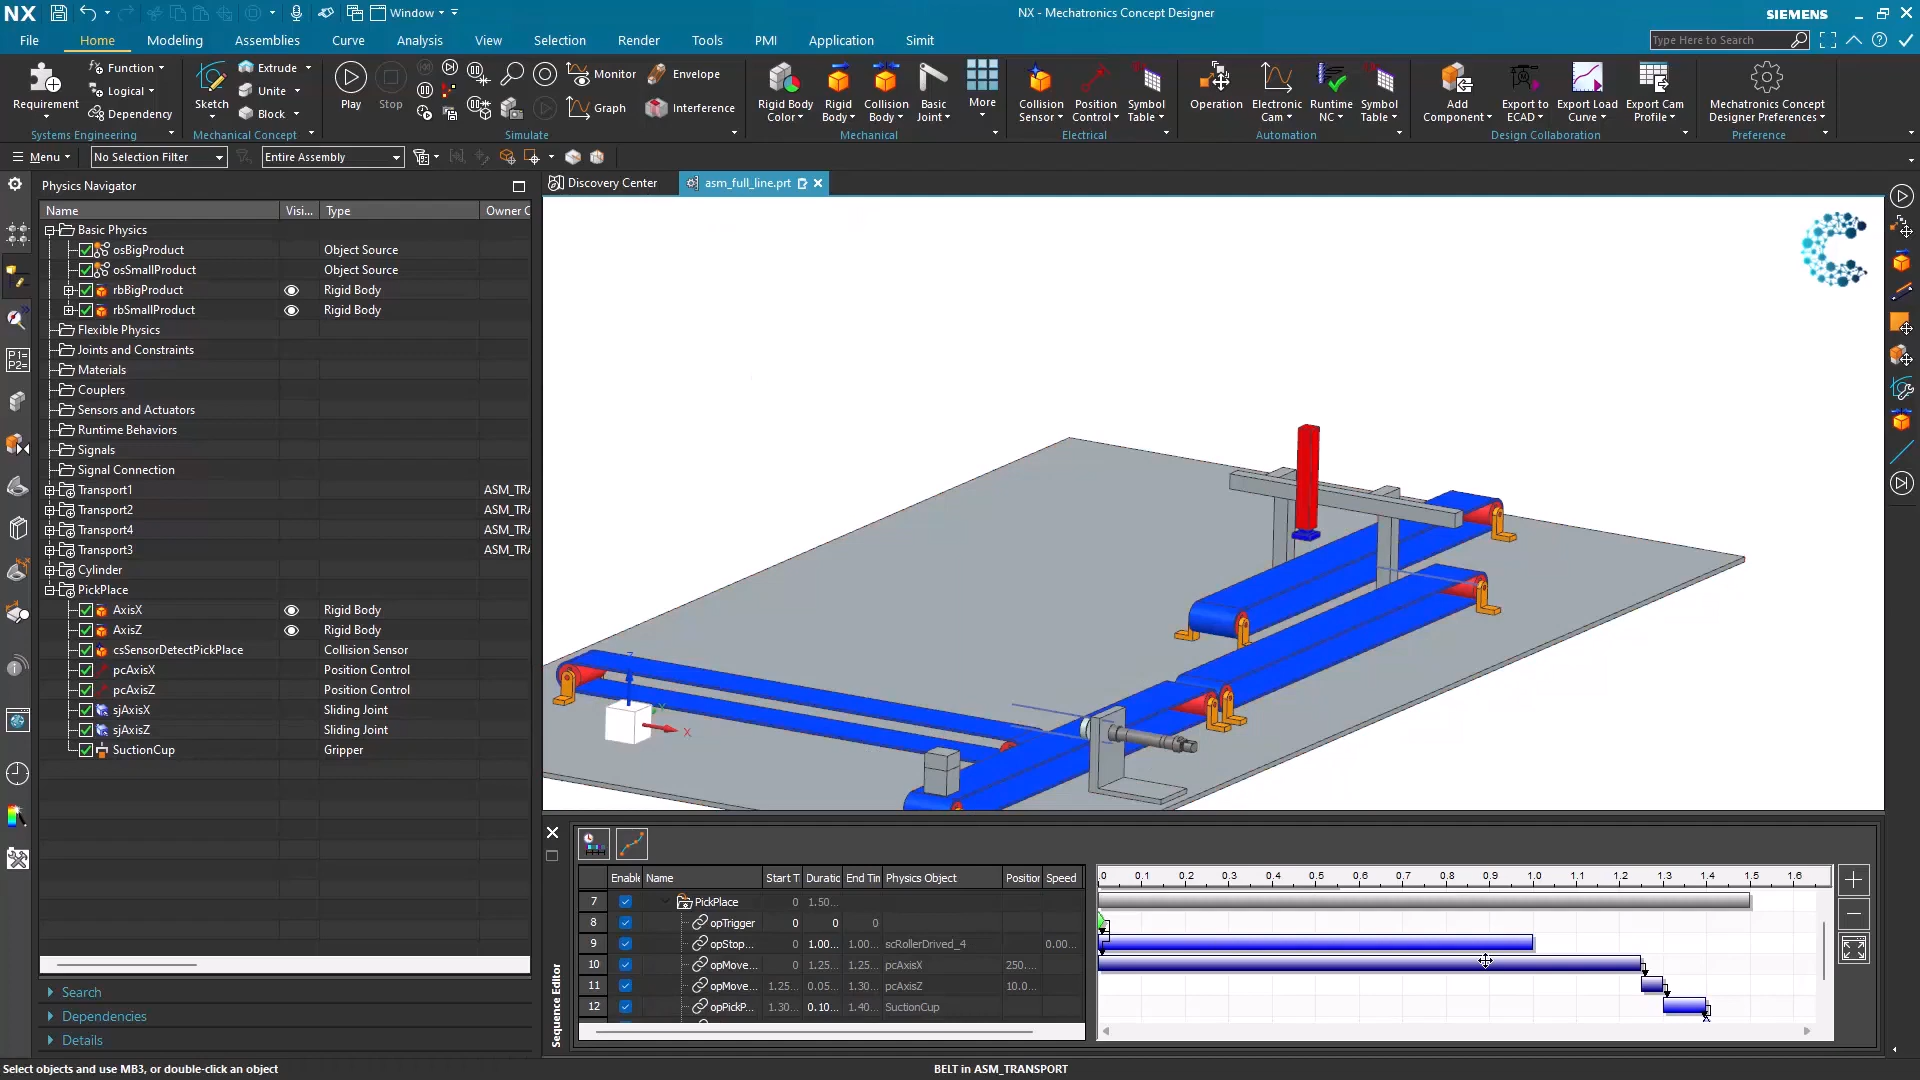 NX
Window
NX - Mechatronics Concept Designer
SIEMENS
File
Home
Modeling
Assemblies
Curve
Analysis
View
Selection
Render
Tools
PMI
Application
Simit
Type Here to Search
Requirement
Function
Logical
Dependency
Systems Engineering
Sketch
Extrude
Unite
Block
Mechanical Concept
Play
Stop
Monitor
Graph
Envelope
Interference
Simulate
Rigid Body Color
Rigid Body
Collision Body
Basic Joint
More
Mechanical
Collision Sensor
Position Control
Symbol Table
Electrical
Operation
Electronic Cam
Runtime NC
Symbol Table
Automation
Add Component
Export to ECAD
Export Load Curve
Export Cam Profile
Design Collaboration
Mechatronics Concept Designer Preferences
Preference
Menu
No Selection Filter
Entire Assembly
Physics Navigator
Discovery Center
asm_full_line.prt
Name Visi... Type Owner C
Basic Physics
osBigProduct Object Source
osSmallProduct Object Source
rbBigProduct Rigid Body
rbSmallProduct Rigid Body
Flexible Physics
Joints and Constraints
Materials
Couplers
Sensors and Actuators
Runtime Behaviors
Signals
Signal Connection
Transport1 ASM_TRA
Transport2 ASM_TRA
Transport4 ASM_TRA
Transport3 ASM_TRA
Cylinder
PickPlace
AxisX Rigid Body
AxisZ Rigid Body
csSensorDetectPickPlace Collision Sensor
pcAxisX Position Control
pcAxisZ Position Control
sjAxisX Sliding Joint
sjAxisZ Sliding Joint
SuctionCup Gripper
P1=
P2=
Z
Y
X
Search
Dependencies
Details
Sequence Editor
Enable Name Start T Duratic End Tin Physics Object Position Speed
7 PickPlace 0 1.50...
8 opTrigger 0 0 0
9 opStop... 0 1.00... 1.00... scRollerDrived_4 0.00...
10 opMove... 0 1.25... 1.25... pcAxisX 250....
11 opMove... 1.25... 0.05... 1.30... pcAxisZ 10.0...
12 opPickP... 1.30... 0.10... 1.40... SuctionCup
.0 0.1 0.2 0.3 0.4 0.5 0.6 0.7 0.8 0.9 1.0 1.1 1.2 1.3 1.4 1.5 1.6
Select objects and use MB3, or double-click an object
BELT in ASM_TRANSPORT